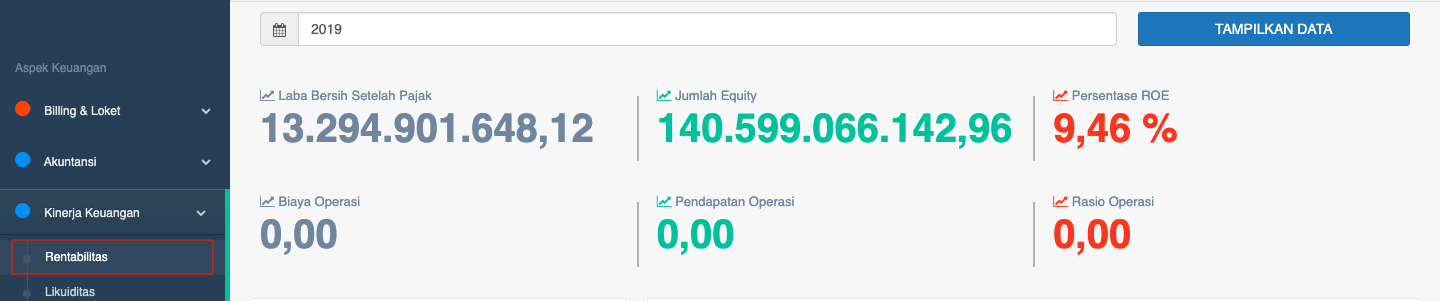 Aspek Keuangan
Billing & Loket
Akuntansi
Kinerja Keuangan
Rentabilitas
Likuiditas
2019
TAMPILKAN DATA
Laba Bersih Setelah Pajak
13.294.901.648,12
Jumlah Equity
140.599.066.142,96
Persentase ROE
9,46 %
Biaya Operasi
0,00
Pendapatan Operasi
0,00
Rasio Operasi
0,00